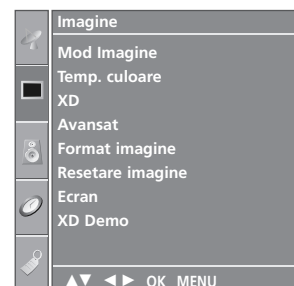 Imagine
Mod Imagine
Temp. culoare
XD
Avansat
Format imagine
Resetare imagine
Ecran
XD Demo
▲▼ ◄► OK MENU